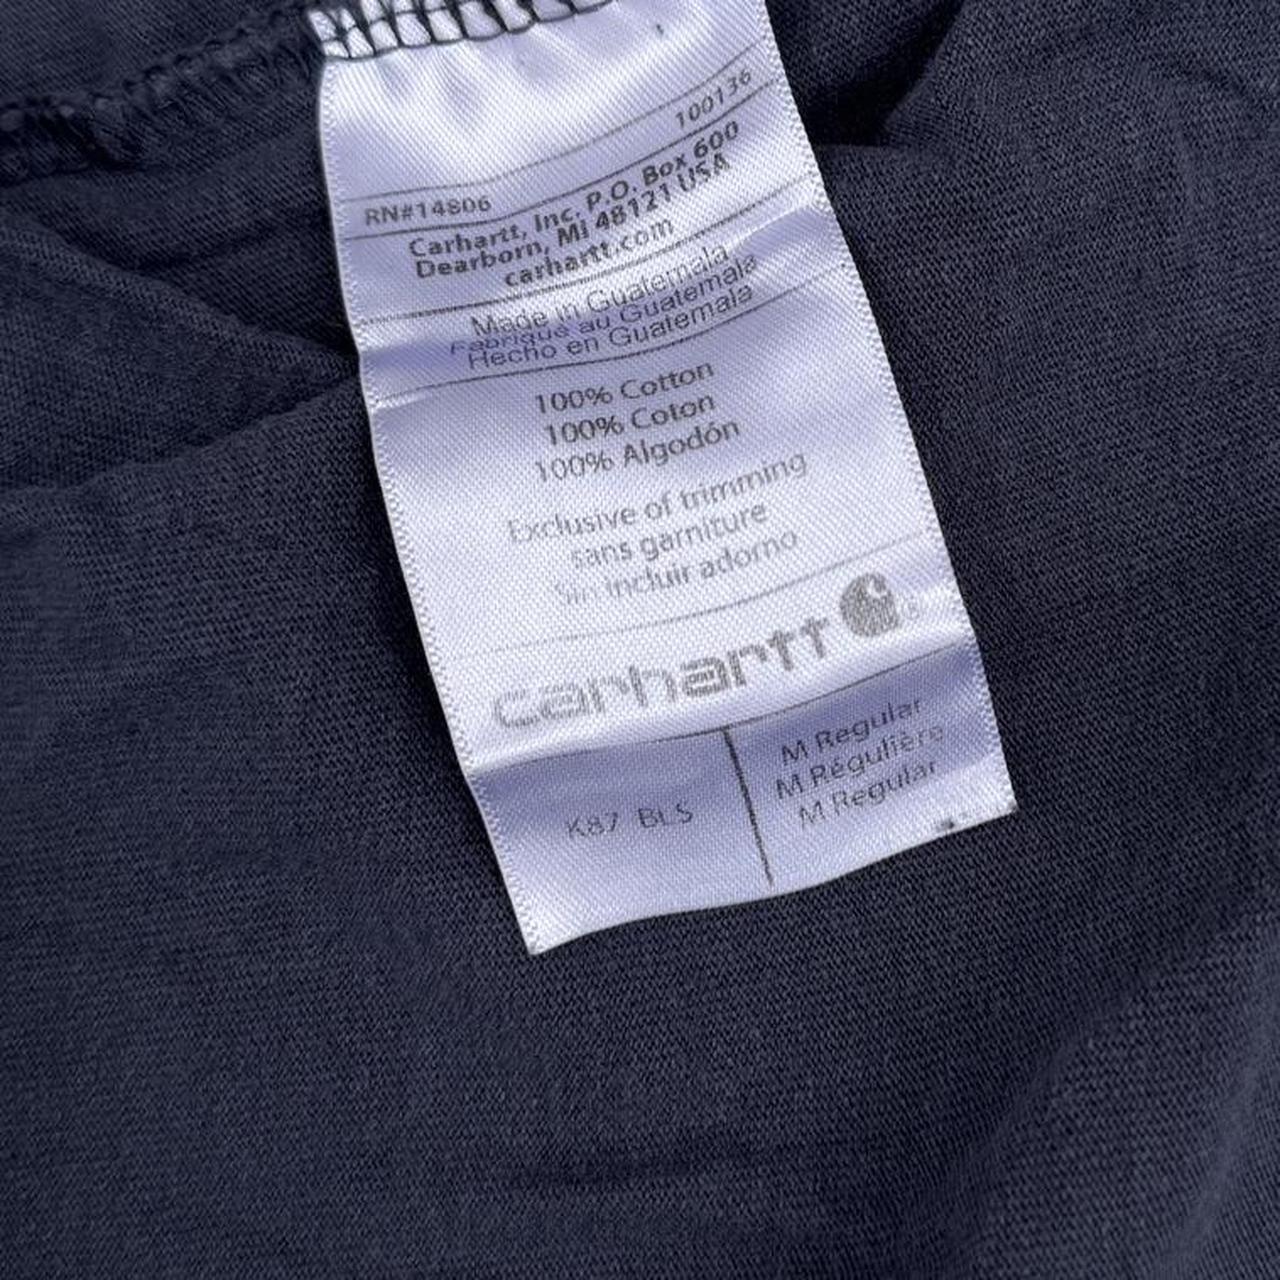 100136
RN#14806
Carhartt, Inc. P.O. Box 600
Dearborn, MI 48121 USA
carhartt.com
Made in Guatemala
Fabriqué au Guatemala
Hecho en Guatemala
100% Cotton
100% Coton
100% Algodón
Exclusive of trimming
sans garniture
Sin incluir adorno
carhartt ®
K87 BLS
M Regular
M Régulière
M Regular